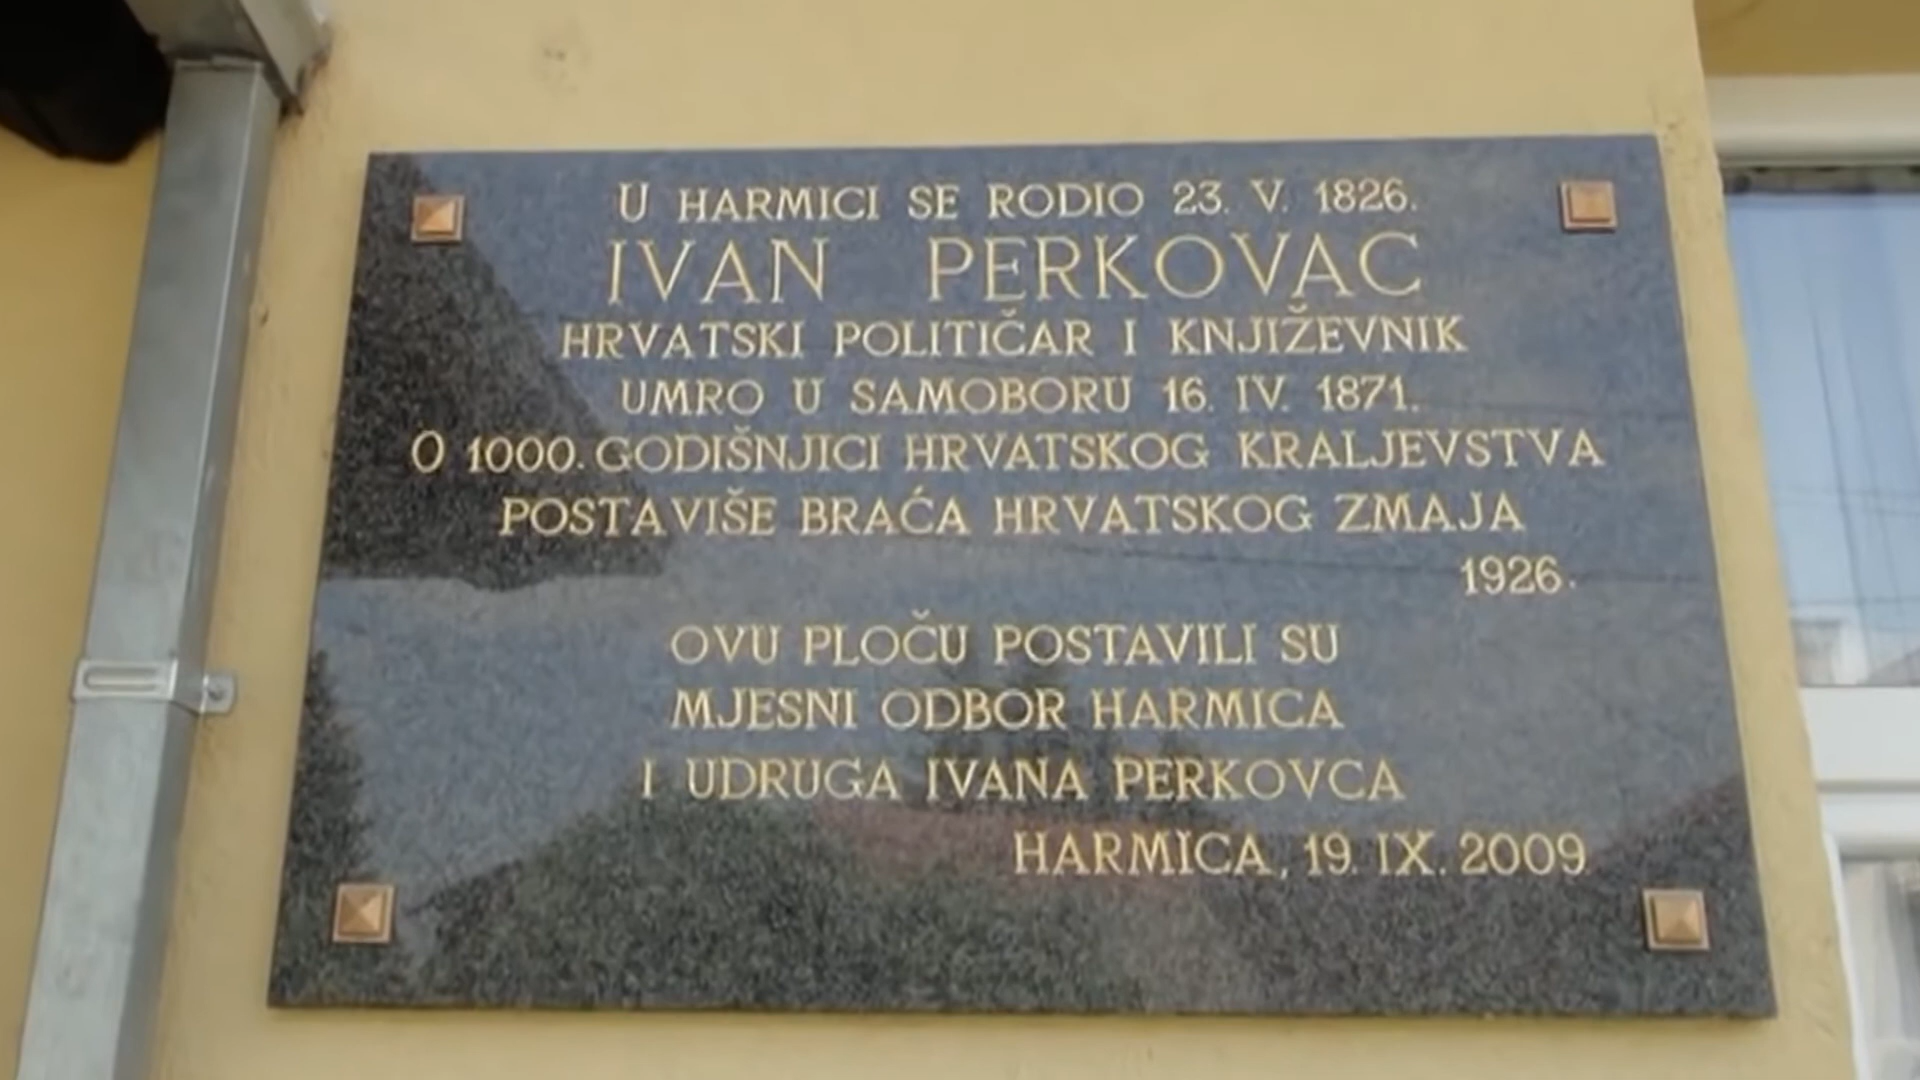 U HARMICI SE RODIO 23. V. 1826.
IVAN PERKOVAC
HRVATSKI POLITIČAR I KNJIŽEVNIK
UMRO U SAMOBORU 16. IV. 1871.
O 1000. GODIŠNJICI HRVATSKOG KRALJEVSTVA
POSTAVIŠE BRAĆA HRVATSKOG ZMAJA
1926.
OVU PLOČU POSTAVILI SU
MJESNI ODBOR HARMICA
I UDRUGA IVANA PERKOVCA
HARMICA, 19. IX. 2009.